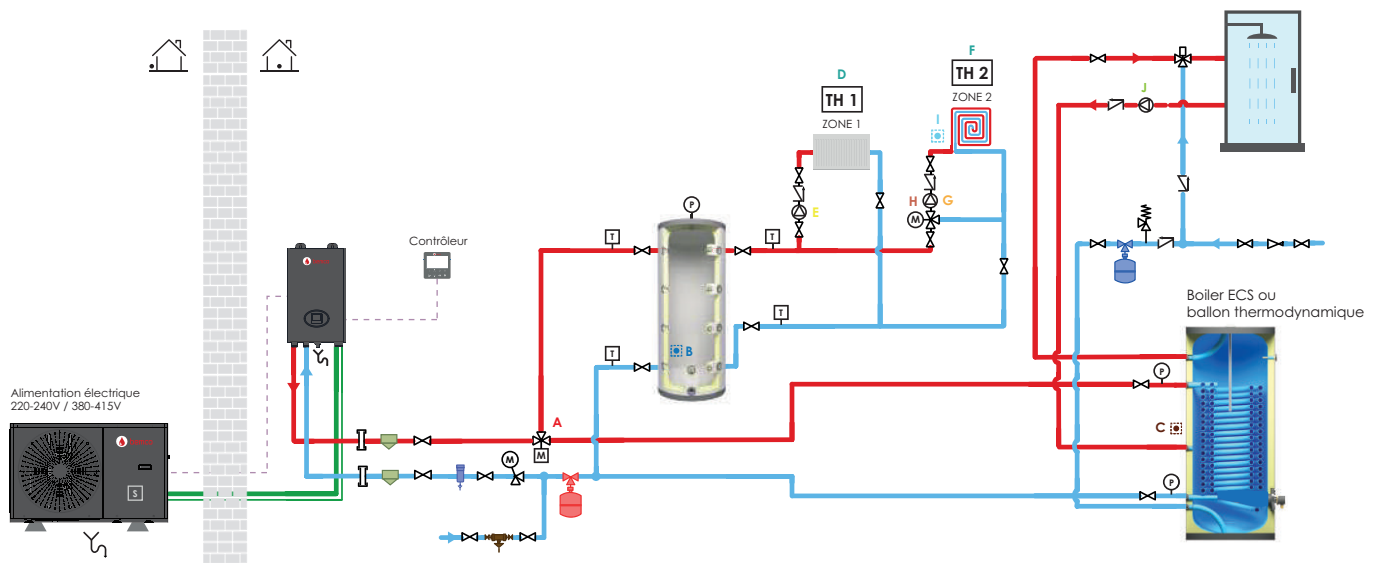 Alimentation électrique
220-240V / 380-415V
S
Contrôleur
A
M
M
T
T
P
B
T
T
D
TH 1
ZONE 1
E
F
TH 2
ZONE 2
I
H
G
M
J
Boiler ECS ou
ballon thermodynamique
P
C
P